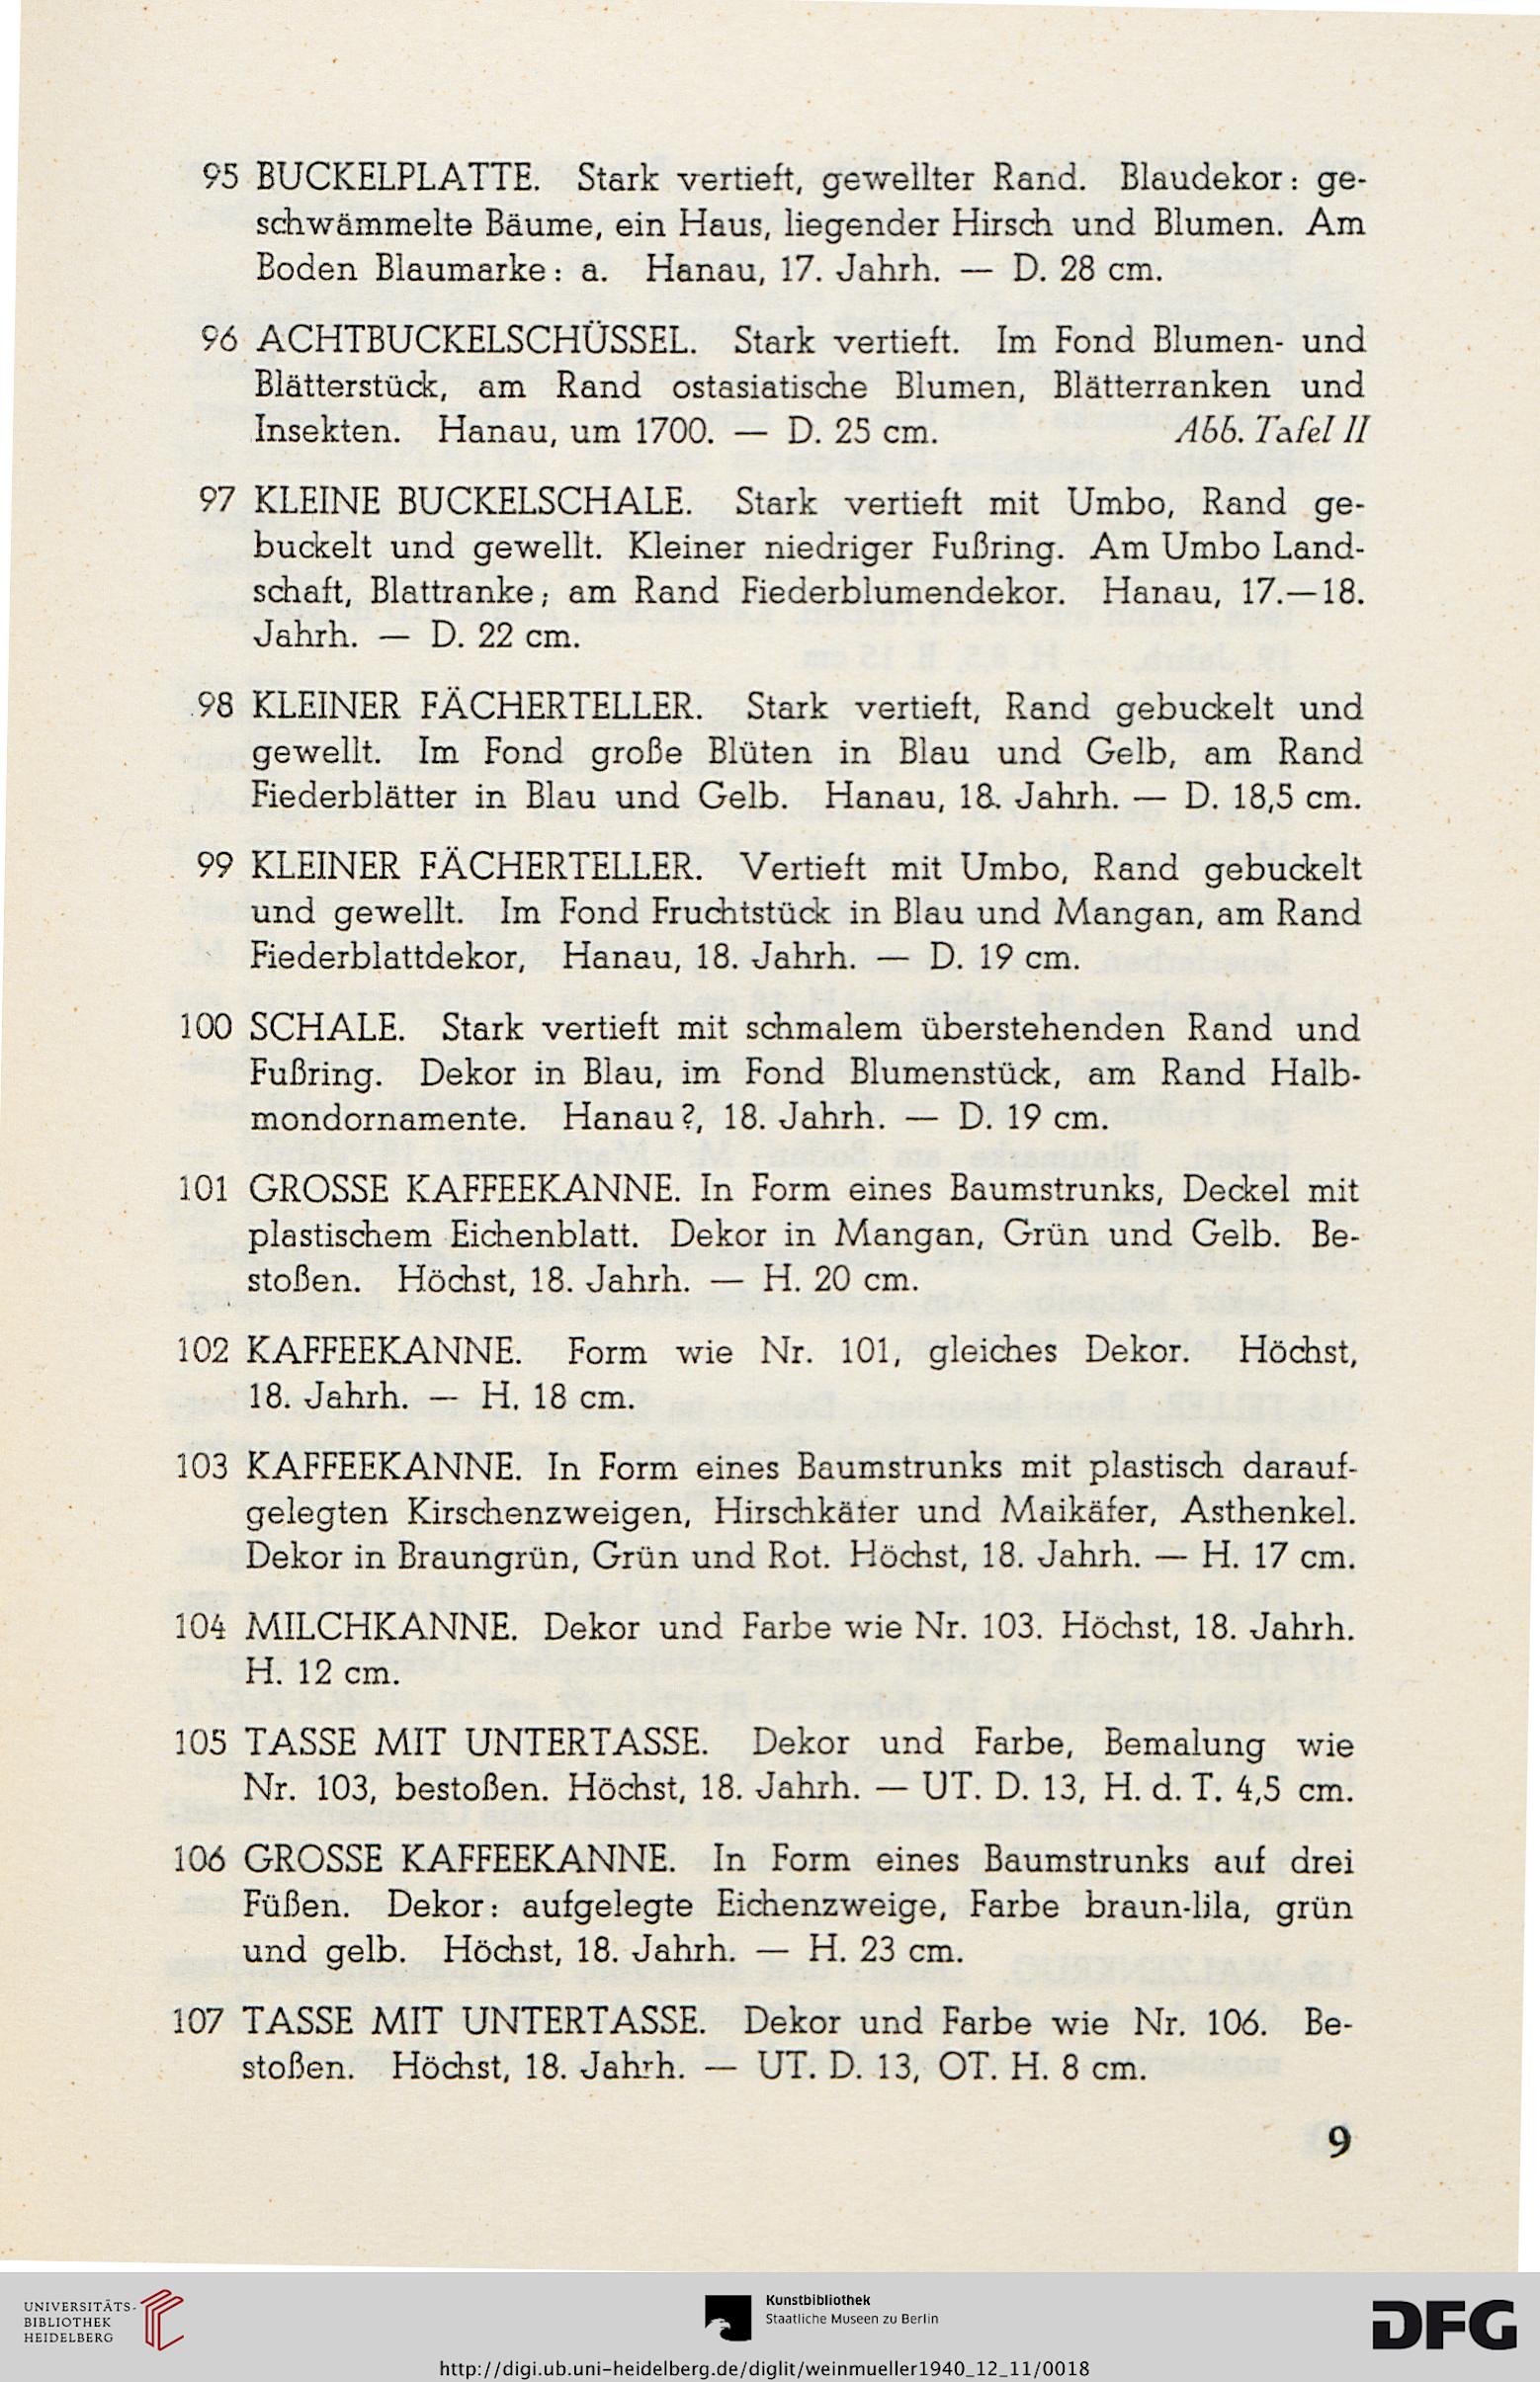 95 BUCKELPLATTE. Stark vertieft, gewellter Rand. Blaudekor: ge-
schwämmelte Bäume, ein Haus, liegender Hirsch und Blumen. Am
Boden Blaumarke: a. Hanau, 17. Jahrh. — D. 28 cm.
96 ACHTBUCKELSCHÜSSEL. Stark vertieft. Im Fond Blumen- und
Blätterstück, am Rand ostasiatische Blumen, Blätterranken und
Insekten. Hanau, um 1700. — D. 25 cm. Abb. Tafel II
97 KLEINE BUCKELSCHALE. Stark vertieft mit Umbo, Rand ge-
buckelt und gewellt. Kleiner niedriger Fußring. Am Umbo Land-
schaft, Blattranke; am Rand Fiederblumendekor. Hanau, 17.—18.
Jahrh. — D. 22 cm.
98 KLEINER FÄCHERTELLER. Stark vertieft, Rand gebuckelt und
gewellt. Im Fond große Blüten in Blau und Gelb, am Rand
Fiederblätter in Blau und Gelb. Hanau, 18. Jahrh. — D. 18,5 cm.
99 KLEINER FÄCHERTELLER. Vertieft mit Umbo, Rand gebuckelt
und gewellt. Im Fond Fruchtstück in Blau und Mangan, am Rand
Fiederblattdekor, Hanau, 18. Jahrh. — D. 19 cm.
100 SCHALE. Stark vertieft mit schmalem überstehenden Rand und
Fußring. Dekor in Blau, im Fond Blumenstück, am Rand Halb-
mondornamente. Hanau?, 18. Jahrh. — D. 19 cm.
101 GROSSE KAFFEEKANNE. In Form eines Baumstrunks, Deckel mit
plastischem Eichenblatt. Dekor in Mangan, Grün und Gelb. Be-
stoßen. Höchst, 18. Jahrh. — H. 20 cm.
102 KAFFEEKANNE. Form wie Nr. 101, gleiches Dekor. Höchst,
18. Jahrh. — H. 18 cm.
103 KAFFEEKANNE. In Form eines Baumstrunks mit plastisch darauf-
gelegten Kirschenzweigen, Hirschkäfer und Maikäfer, Asthenkel.
Dekor in Braungrün, Grün und Rot. Höchst, 18. Jahrh. — H. 17 cm.
104 MILCHKANNE. Dekor und Farbe wie Nr. 103. Höchst, 18. Jahrh.
H. 12 cm.
105 TASSE MIT UNTERTASSE. Dekor und Farbe, Bemalung wie
Nr. 103, bestoßen. Höchst, 18. Jahrh. — UT. D. 13, H. d. T. 4,5 cm.
106 GROSSE KAFFEEKANNE. In Form eines Baumstrunks auf drei
Füßen. Dekor: aufgelegte Eichenzweige, Farbe braun-lila, grün
und gelb. Höchst, 18. Jahrh. — H. 23 cm.
107 TASSE MIT UNTERTASSE. Dekor und Farbe wie Nr. 106. Be-
stoßen. Höchst, 18. Jahrh. — UT. D. 13, OT. H. 8 cm.
9
UNIVERSITÄTS-
BIBLIOTHEK
HEIDELBERG
Kunstbibliothek
Staatliche Museen zu Berlin
DFG
http://digi.ub.uni-heidelberg.de/diglit/weinmueller1940_12_11/0018